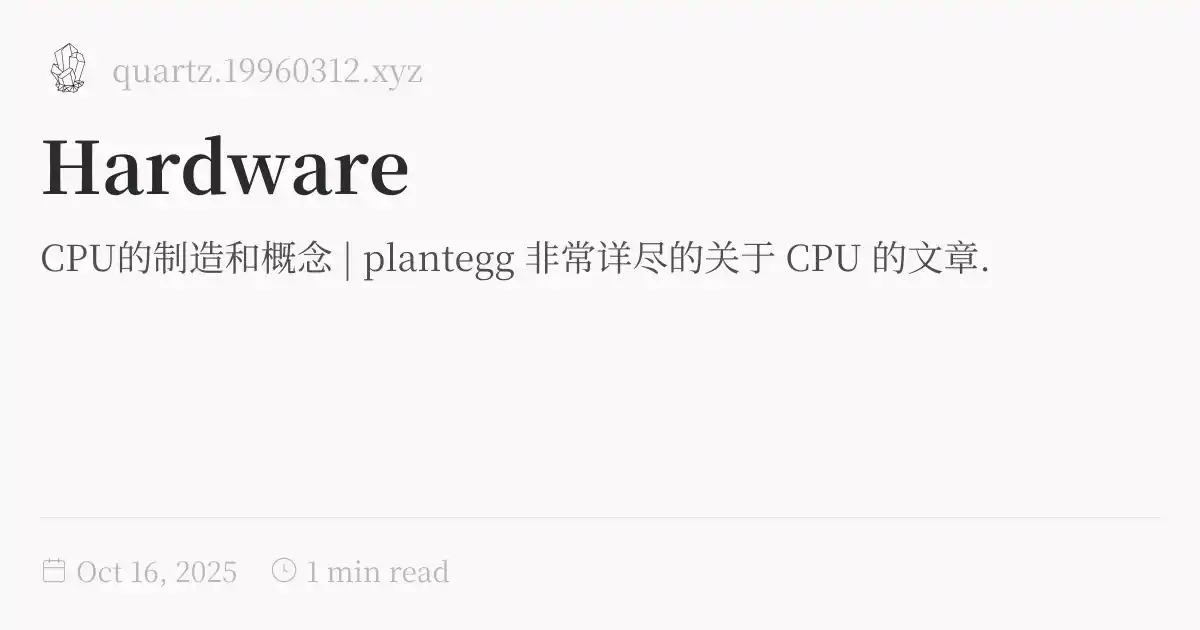 quartz.19960312.xyz
Hardware
CPU的制造和概念 | plantegg 非常详尽的关于 CPU 的文章.
Oct 16, 2025 1 min read